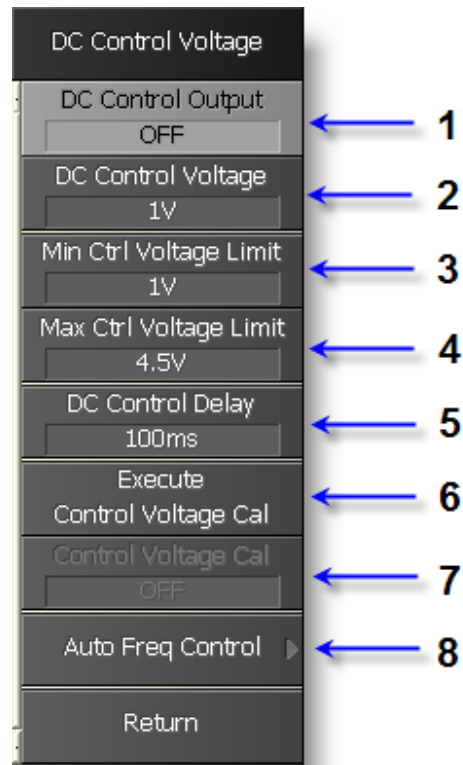 DC Control Voltage
DC Control Output
OFF
1
DC Control Voltage
1V
2
Min Ctrl Voltage Limit
1V
3
Max Ctrl Voltage Limit
4.5V
4
DC Control Delay
100ms
5
Execute
Control Voltage Cal
6
Control Voltage Cal
OFF
7
Auto Freq Control
8
Return